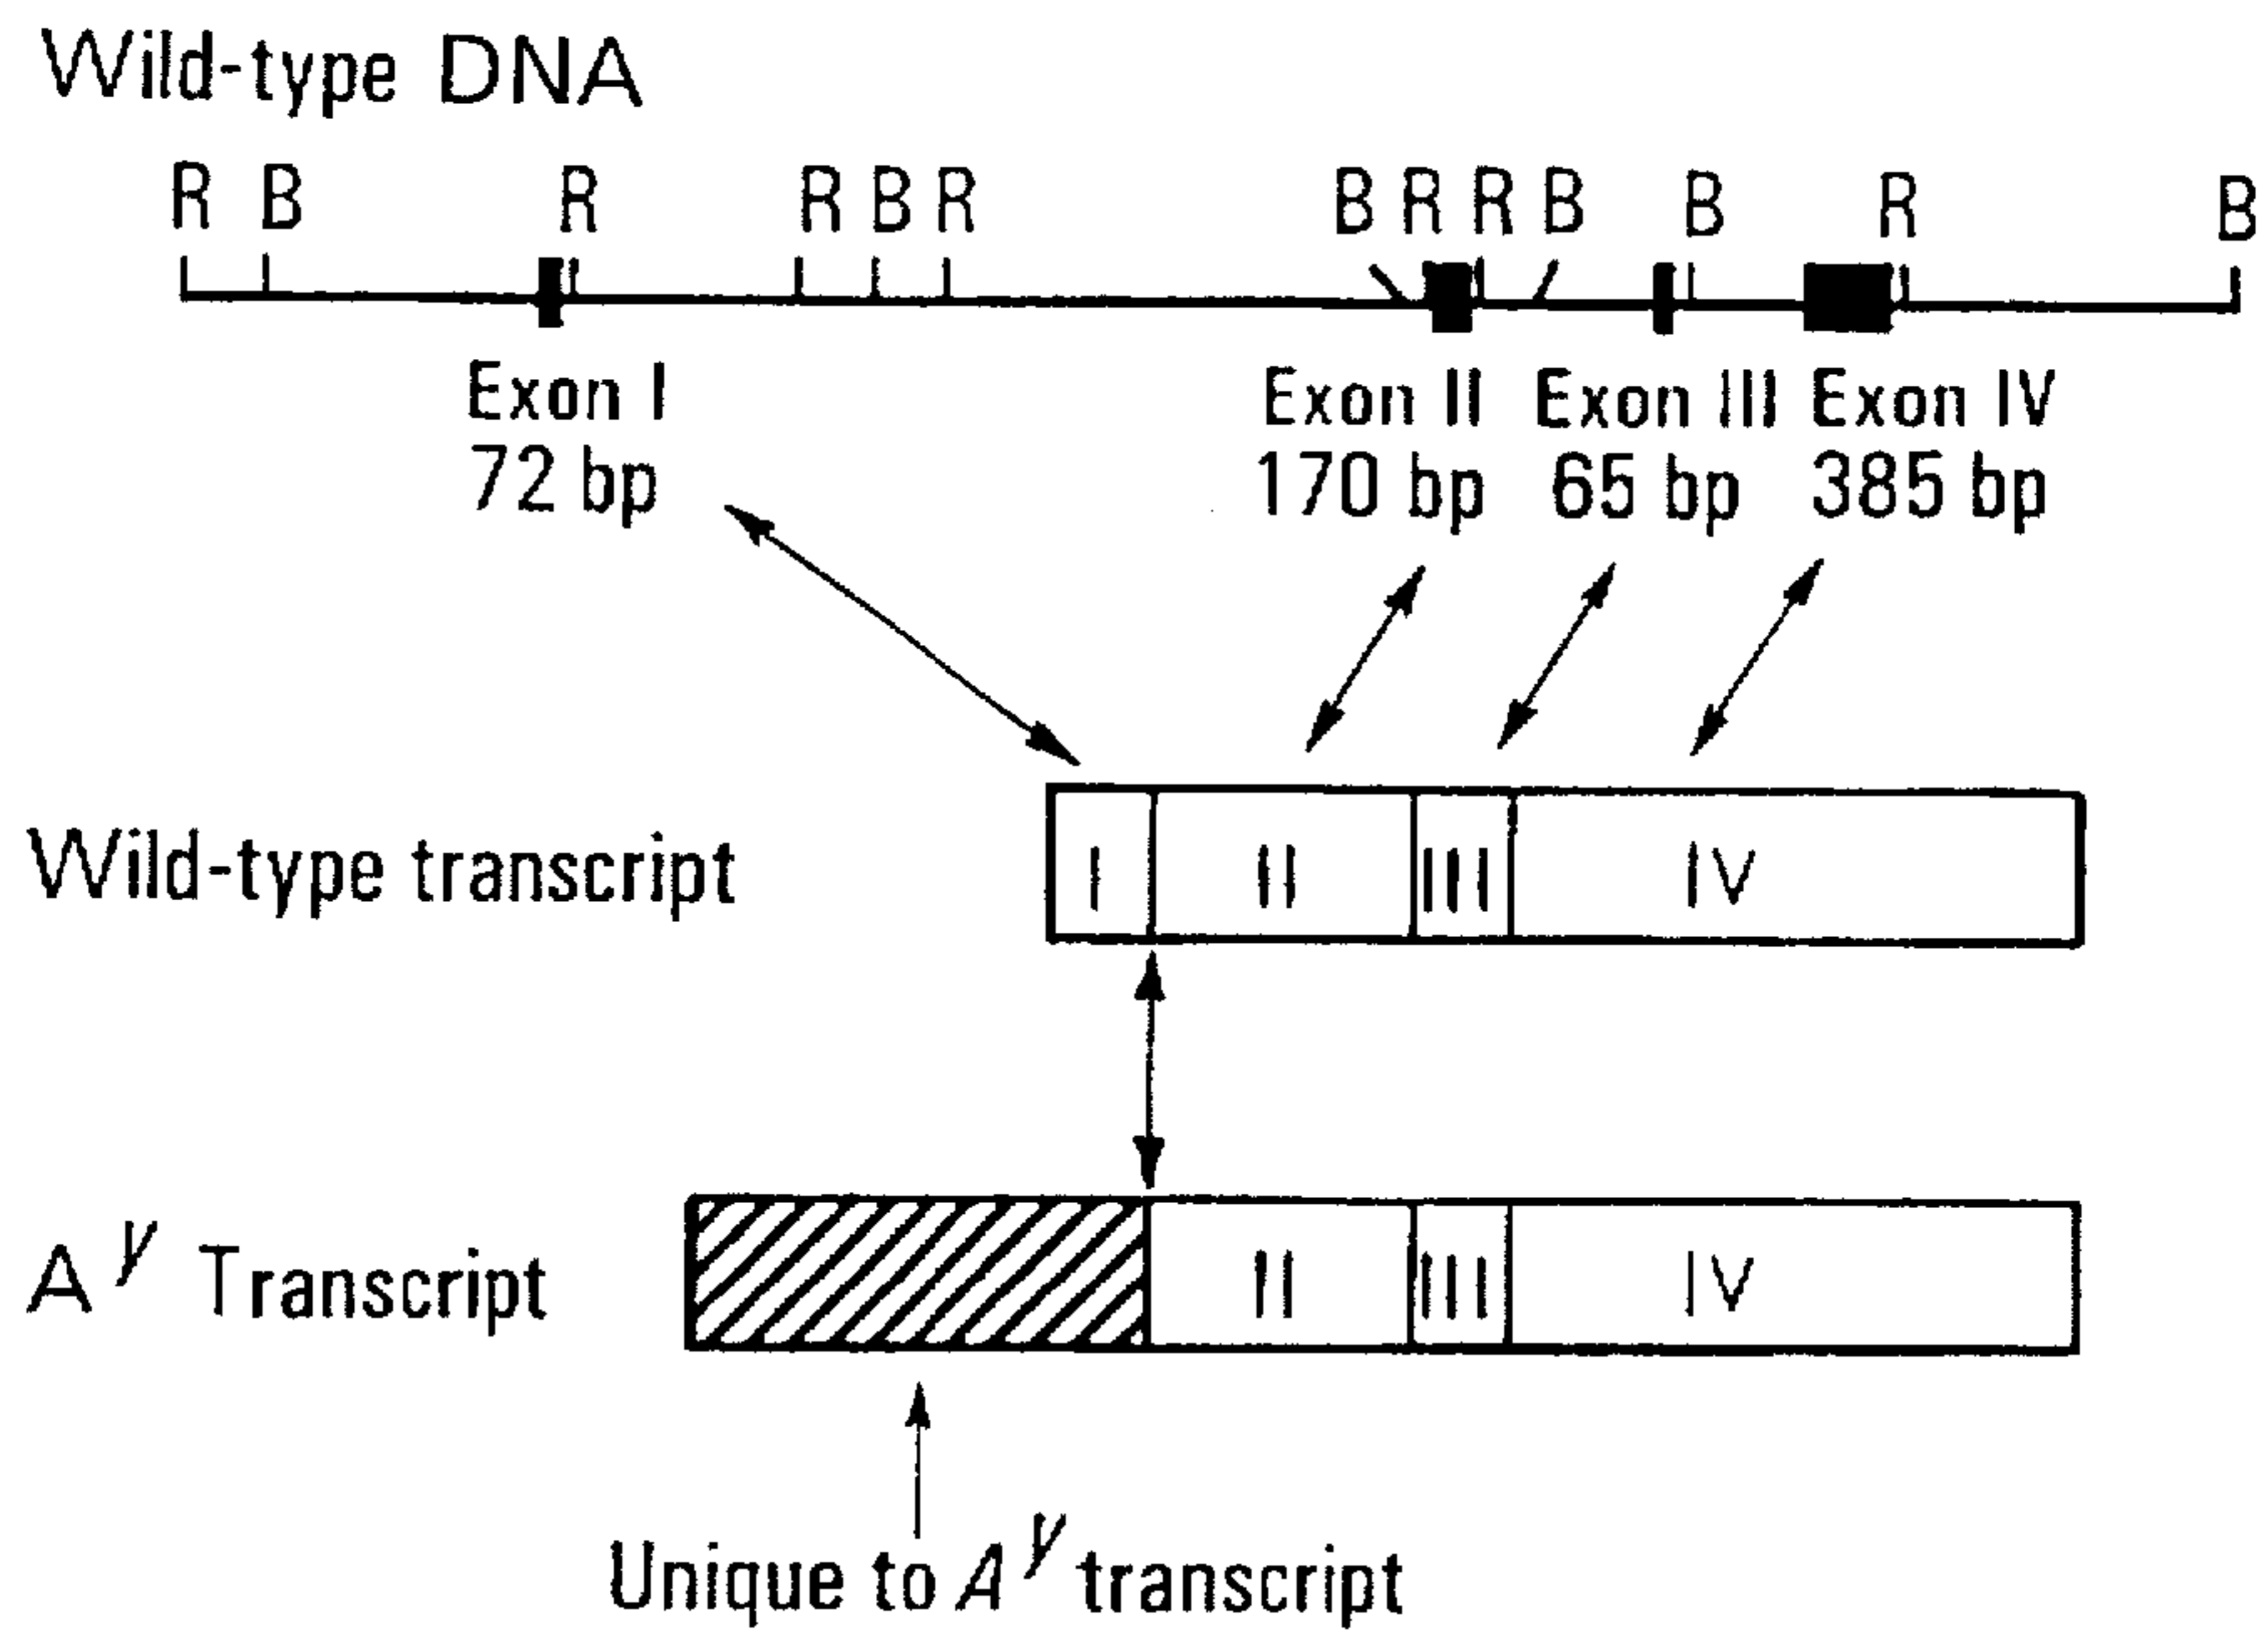 Wild-type DNA
R B R R B R B R R B B R B
Exon I Exon II Exon III Exon IV
72 bp 170 bp 65 bp 385 bp
Wild-type transcript I II III IV
A^y Transcript II III IV
Unique to A^y transcript